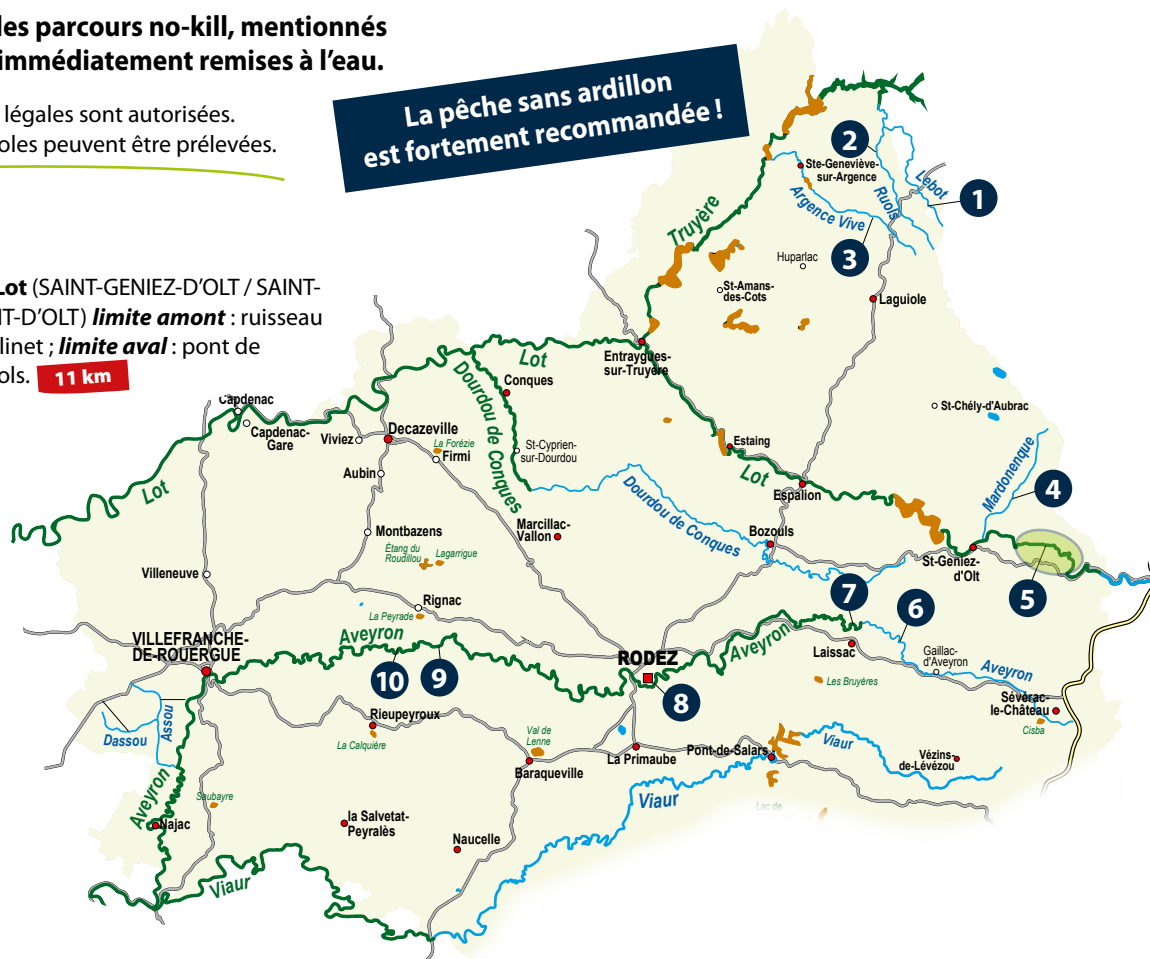 les parcours no-kill, mentionnés
immédiatement remises à l'eau.
légales sont autorisées.
oles peuvent être prélevées.
La pêche sans ardillon
est fortement recommandée !
Lot (SAINT-GENIEZ-D'OLT / SAINT-
NT-D'OLT) limite amont : ruisseau
linet ; limite aval : pont de
ols. 11 km
2
Ste-Geneviève-
sur-Argence
Lebot
1
Ruols
Argence Vive
Truyère
3
Huparlac
St-Amans-
des-Cots
Laguiole
Lot
Entraygues-
sur-Truyère
Conques
Dourdou de Conques
St-Chély-d'Aubrac
Capdenac
Capdenac-
Gare
Viviez
Decazeville
La Forézie
Firmi
Aubin
St-Cyprien-
sur-Dourdou
Estaing
Lot
Espalion
Mardonenque
4
Lot
Dourdou de Conques
Marcillac-
Vallon
Bozouls
Montbazens
Étang du
Roudillou
Lagarrigue
St-Geniez-
d'Olt
5
Villeneuve
7
6
Rignac
La Peyrade
Aveyron
Aveyron
VILLEFRANCHE-
DE-ROUERGUE
Laissac
Gaillac-
d'Aveyron
Aveyron
RODEZ
10
9
8
Les Bruyères
Sévérac-
le-Château
Cisba
Rieupeyroux
La Calquière
Assou
Dassou
Val de
Lenne
Baraqueville
La Primaube
Pont-de-Salars
Viaur
Vézins-
de-Lévézou
Aveyron
Saubayre
Najac
Viaur
Lac de
la Salvetat-
Peyralès
Naucelle
Viaur